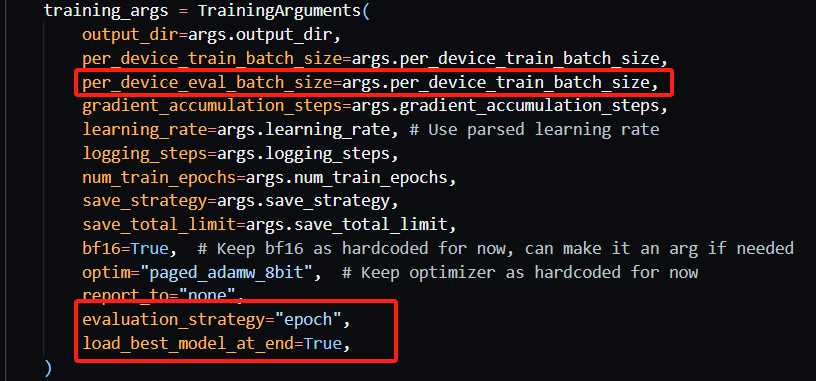 training_args = TrainingArguments(
output_dir=args.output_dir,
per_device_train_batch_size=args.per_device_train_batch_size,
per_device_eval_batch_size=args.per_device_train_batch_size,
gradient_accumulation_steps=args.gradient_accumulation_steps,
learning_rate=args.learning_rate, # Use parsed learning rate
logging_steps=args.logging_steps,
num_train_epochs=args.num_train_epochs,
save_strategy=args.save_strategy,
save_total_limit=args.save_total_limit,
bf16=True,  # Keep bf16 as hardcoded for now, can make it an arg if needed
optim="paged_adamw_8bit",  # Keep optimizer as hardcoded for now
report_to="none",
evaluation_strategy="epoch",
load_best_model_at_end=True,
)